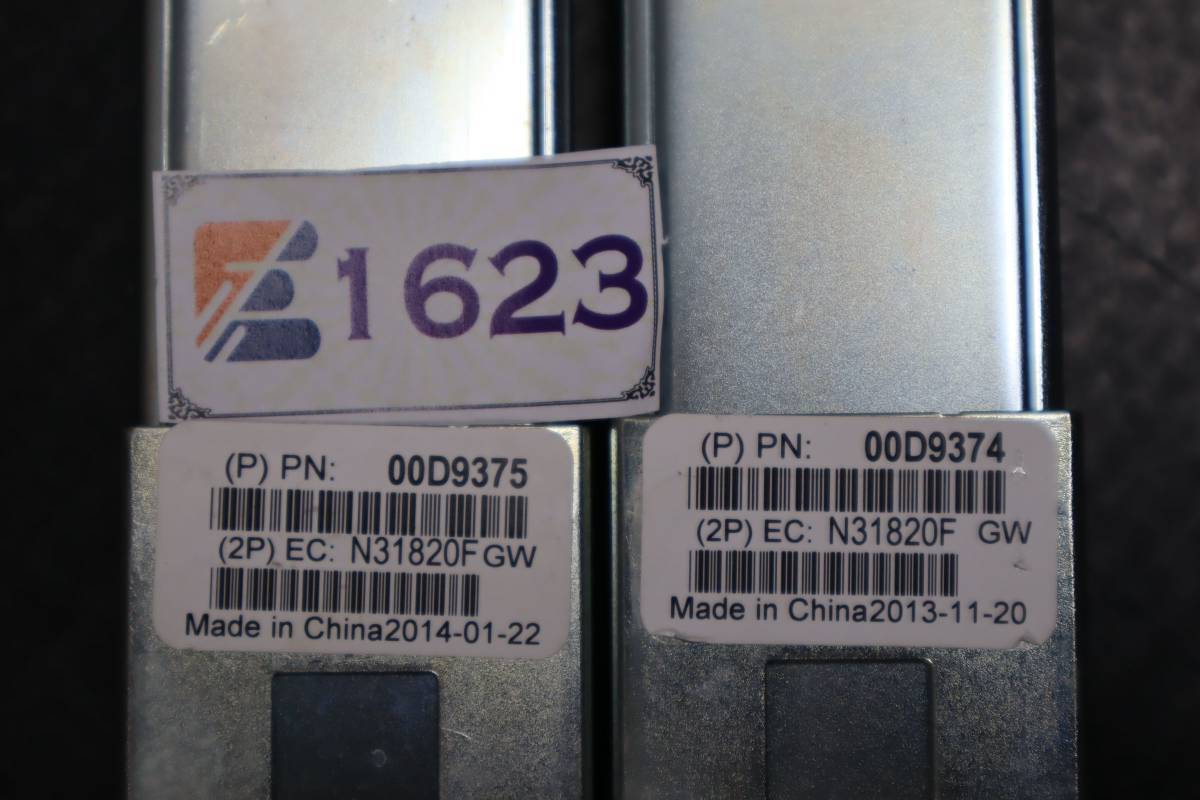 1623
(P) PN: 00D9375
(2P) EC: N31820F GW
Made in China2014-01-22
(P) PN: 00D9374
(2P) EC: N31820F GW
Made in China2013-11-20